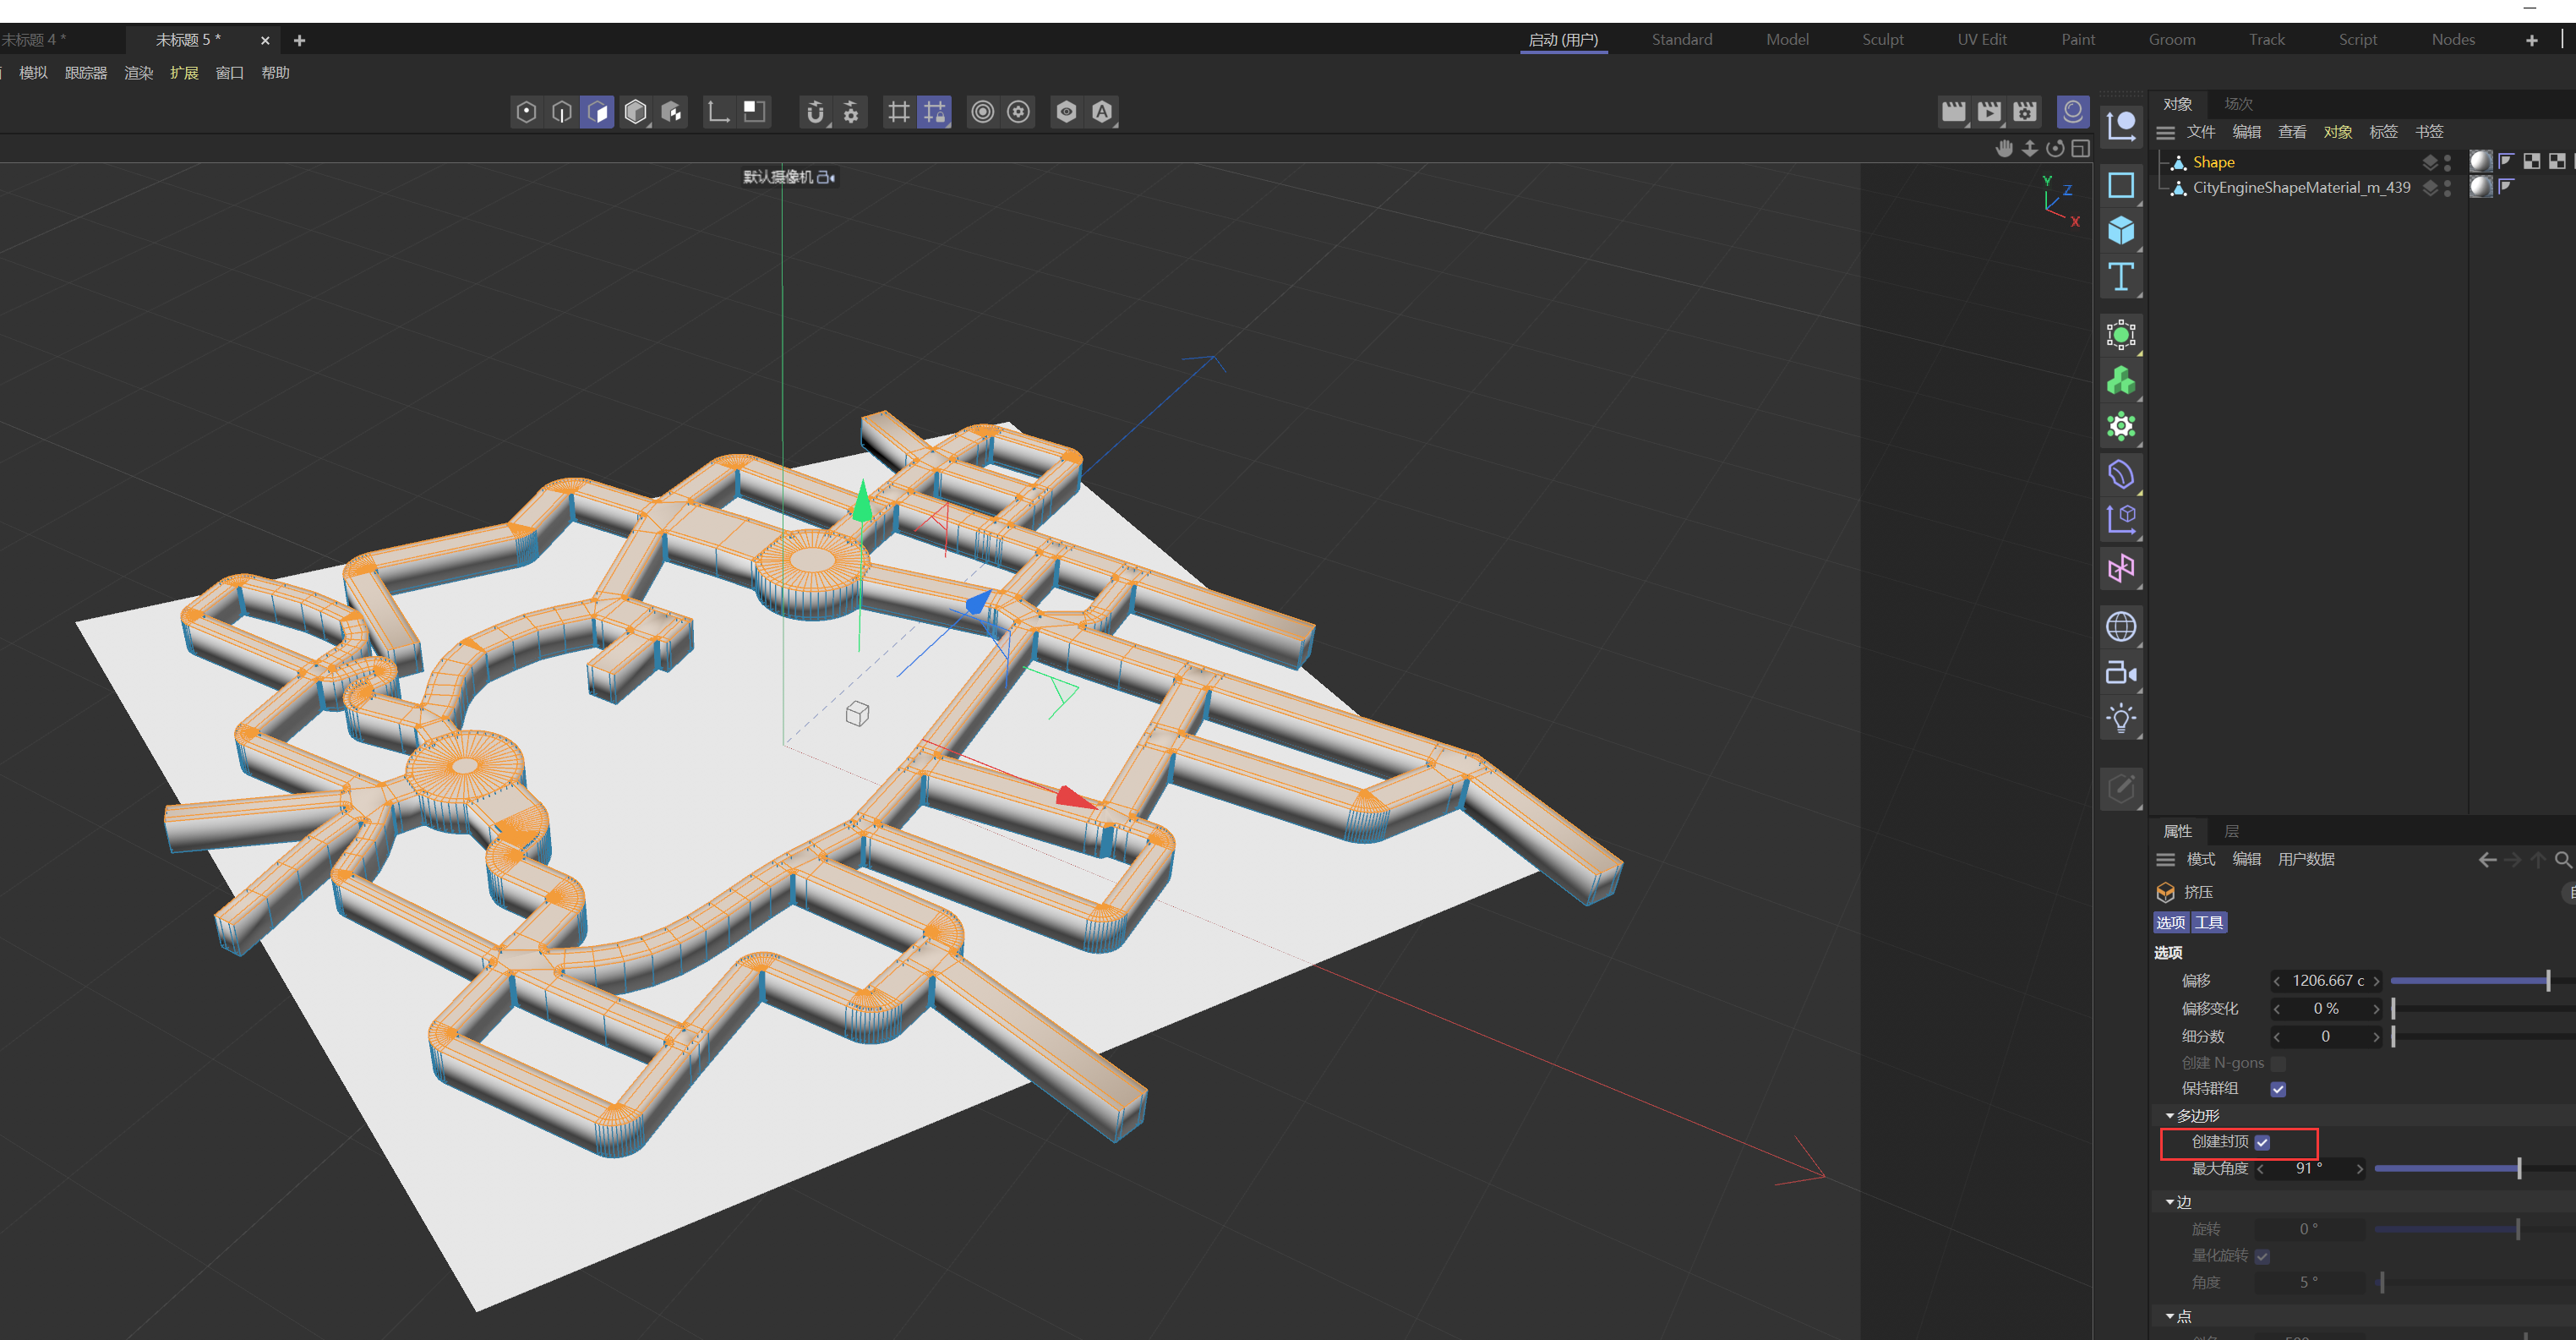 未标题 4 *
未标题 5 *
启动 (用户)
Standard
Model
Sculpt
UV Edit
Paint
Groom
Track
Script
Nodes
模拟 跟踪器 渲染 扩展 窗口 帮助
默认摄像机
Y
Z
X
对象 场次
文件 编辑 查看 对象 标签 书签
Shape
CityEngineShapeMaterial_m_439
属性 层
模式 编辑 用户数据
挤压
选项 工具
选项
偏移 1206.667 c
偏移变化 0 %
细分数 0
创建 N-gons
保持群组
多边形
创建封顶
最大角度 91 °
边
旋转 0 °
量化旋转
角度 5 °
点